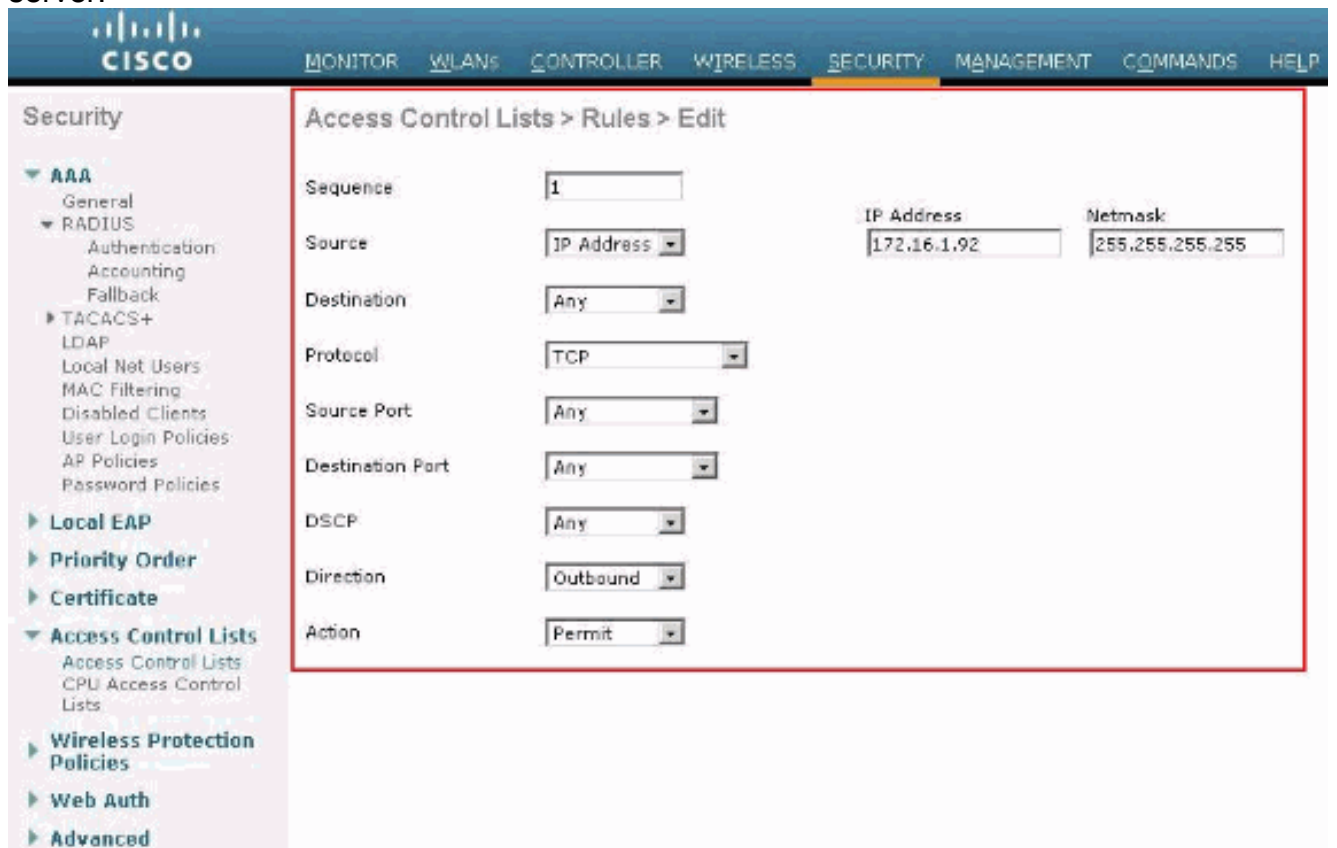 CISCO
MONITOR WLANs CONTROLLER WIRELESS SECURITY MANAGEMENT COMMANDS HELP
Security
AAA
General
RADIUS
Authentication
Accounting
Fallback
TACACS+
LDAP
Local Net Users
MAC Filtering
Disabled Clients
User Login Policies
AP Policies
Password Policies
Local EAP
Priority Order
Certificate
Access Control Lists
Access Control Lists
CPU Access Control
Lists
Wireless Protection
Policies
Web Auth
Advanced
Access Control Lists > Rules > Edit
Sequence 1
IP Address Netmask
Source IP Address 172.16.1.92 255.255.255.255
Destination Any
Protocol TCP
Source Port Any
Destination Port Any
DSCP Any
Direction Outbound
Action Permit